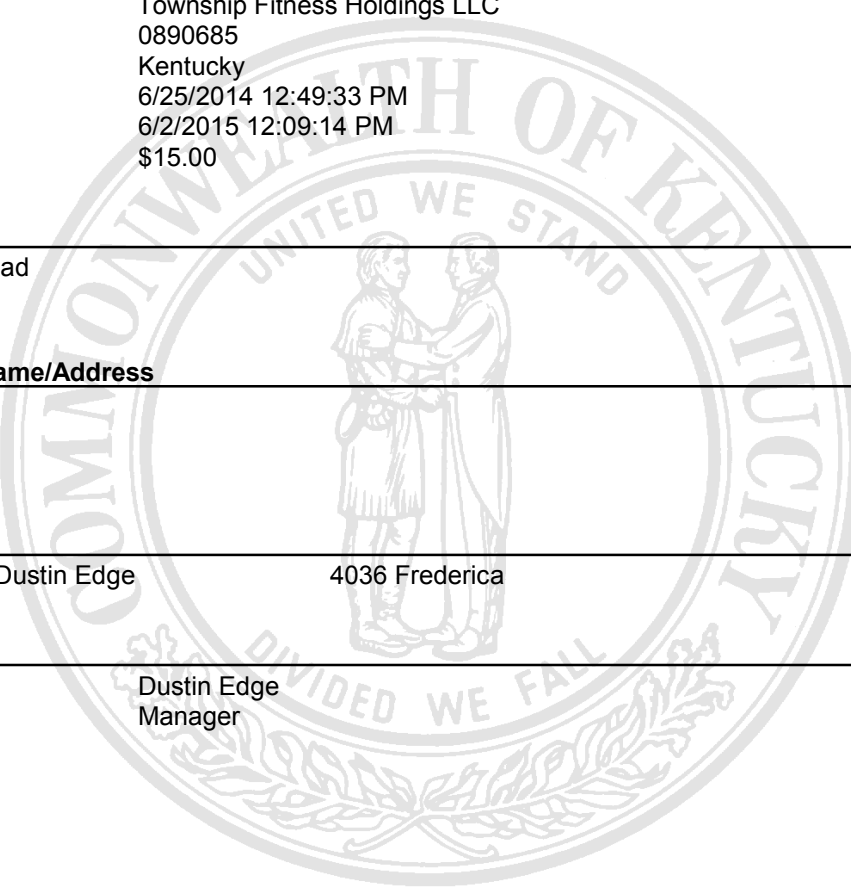 Township Fitness Holdings LLC
0890685
Kentucky
6/25/2014 12:49:33 PM
6/2/2015 12:09:14 PM
$15.00
ad
ame/Address
Dustin Edge 4036 Frederica
Dustin Edge
Manager
COMMONWEALTH OF KENTUCKY
UNITED WE STAND
DIVIDED WE FALL